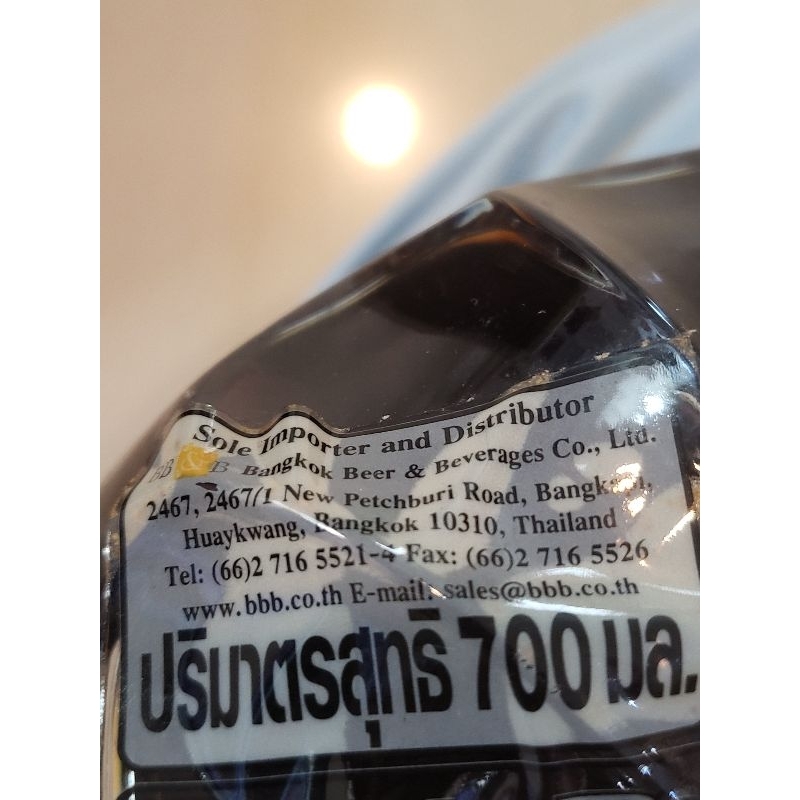 Sole Importer and Distributor
BB & B Bangkok Beer & Beverages Co., Ltd.
2467, 2467/1 New Petchburi Road,
Huaykwang, Bangkok 10310, Thailand
Tel: (66)2 716 5521-4 Fax: (66)2 716 5526
www.bbb.co.th E-mail: sales@bbb.co.th
ปริมาตรสุทธิ 700 มล.